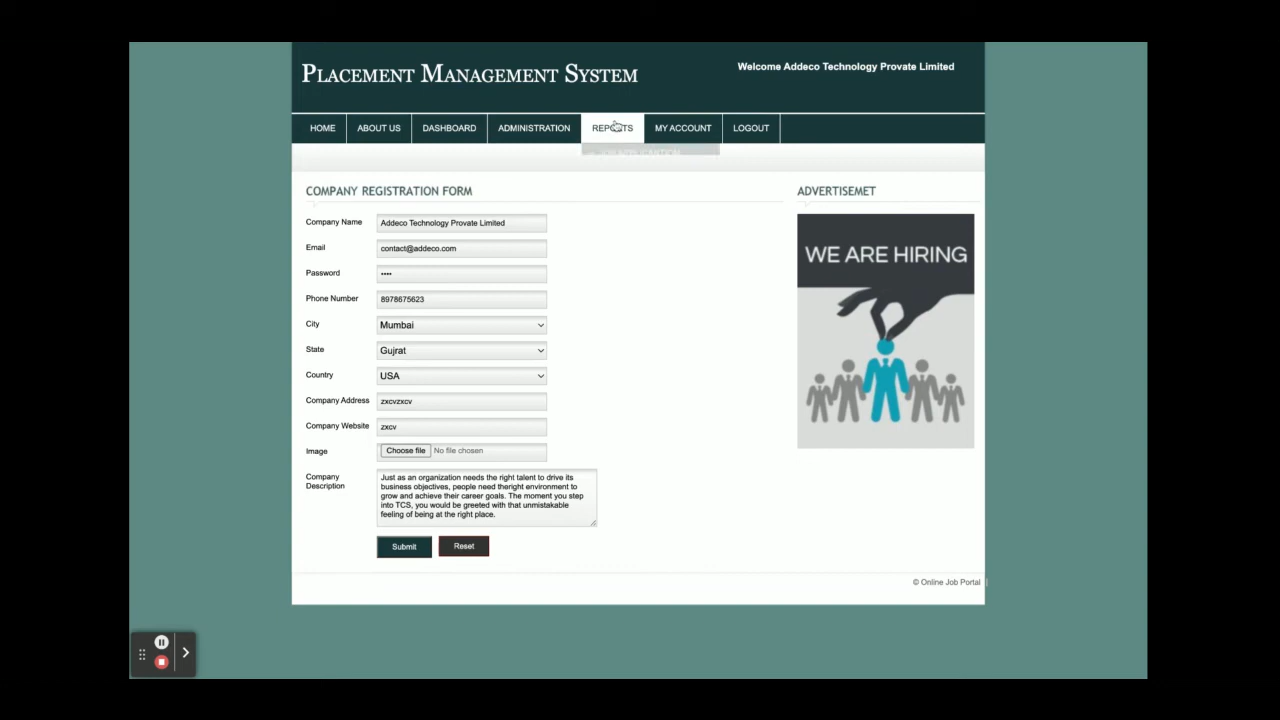 PLACEMENT MANAGEMENT SYSTEM
Welcome Addeco Technology Provate Limited
HOME ABOUT US DASHBOARD ADMINISTRATION REPORTS MY ACCOUNT LOGOUT
COMPANY REGISTRATION FORM
Company Name Addeco Technology Provate Limited
Email contact@addeco.com
Password ••••
Phone Number 8978675623
City Mumbai
State Gujrat
Country USA
Company Address zxcvzxcv
Company Website zxcv
Image Choose file No file chosen
Company
Description
Just as an organization needs the right talent to drive its
business objectives, people need theright environment to
grow and achieve their career goals. The moment you step
into TCS, you would be greeted with that unmistakable
feeling of being at the right place.
Submit Reset
ADVERTISEMET
WE ARE HIRING
© Online Job Portal